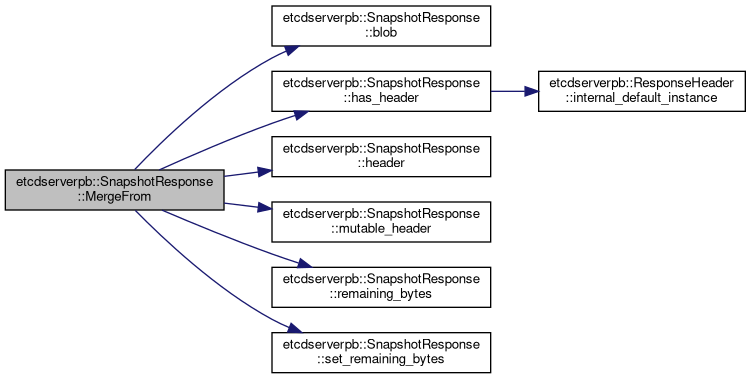 etcdserverpb::SnapshotResponse
::MergeFrom
etcdserverpb::SnapshotResponse
::blob
etcdserverpb::SnapshotResponse
::has_header
etcdserverpb::ResponseHeader
::internal_default_instance
etcdserverpb::SnapshotResponse
::header
etcdserverpb::SnapshotResponse
::mutable_header
etcdserverpb::SnapshotResponse
::remaining_bytes
etcdserverpb::SnapshotResponse
::set_remaining_bytes